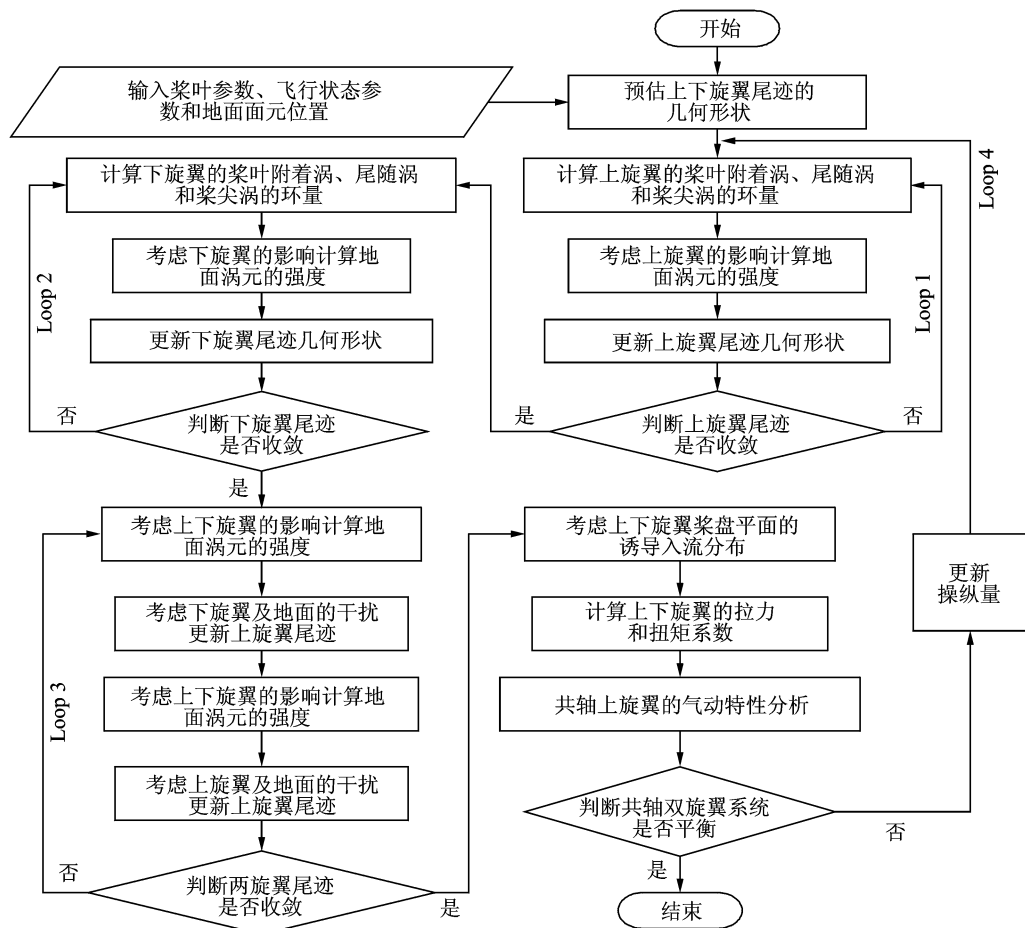 开始
输入桨叶参数、飞行状态参
数和地面面元位置
预估上下旋翼尾迹的
几何形状
计算上旋翼的桨叶附着涡、尾随涡
和桨尖涡的环量
考虑上旋翼的影响计算地
面涡元的强度
更新上旋翼尾迹几何形状
判断上旋翼尾迹
是否收敛
否
Loop 1
是
计算下旋翼的桨叶附着涡、尾随涡
和桨尖涡的环量
考虑下旋翼的影响计算地
面涡元的强度
更新下旋翼尾迹几何形状
判断下旋翼尾迹
是否收敛
否
Loop 2
是
考虑上下旋翼的影响计算地
面涡元的强度
考虑下旋翼及地面的干扰
更新上旋翼尾迹
考虑上下旋翼的影响计算地
面涡元的强度
考虑上旋翼及地面的干扰
更新上旋翼尾迹
判断两旋翼尾迹
是否收敛
否
Loop 3
是
考虑上下旋翼桨盘平面的
诱导入流分布
计算上下旋翼的拉力
和扭矩系数
共轴上旋翼的气动特性分析
判断共轴双旋翼系统
是否平衡
否
更新
操纵量
Loop 4
是
结束